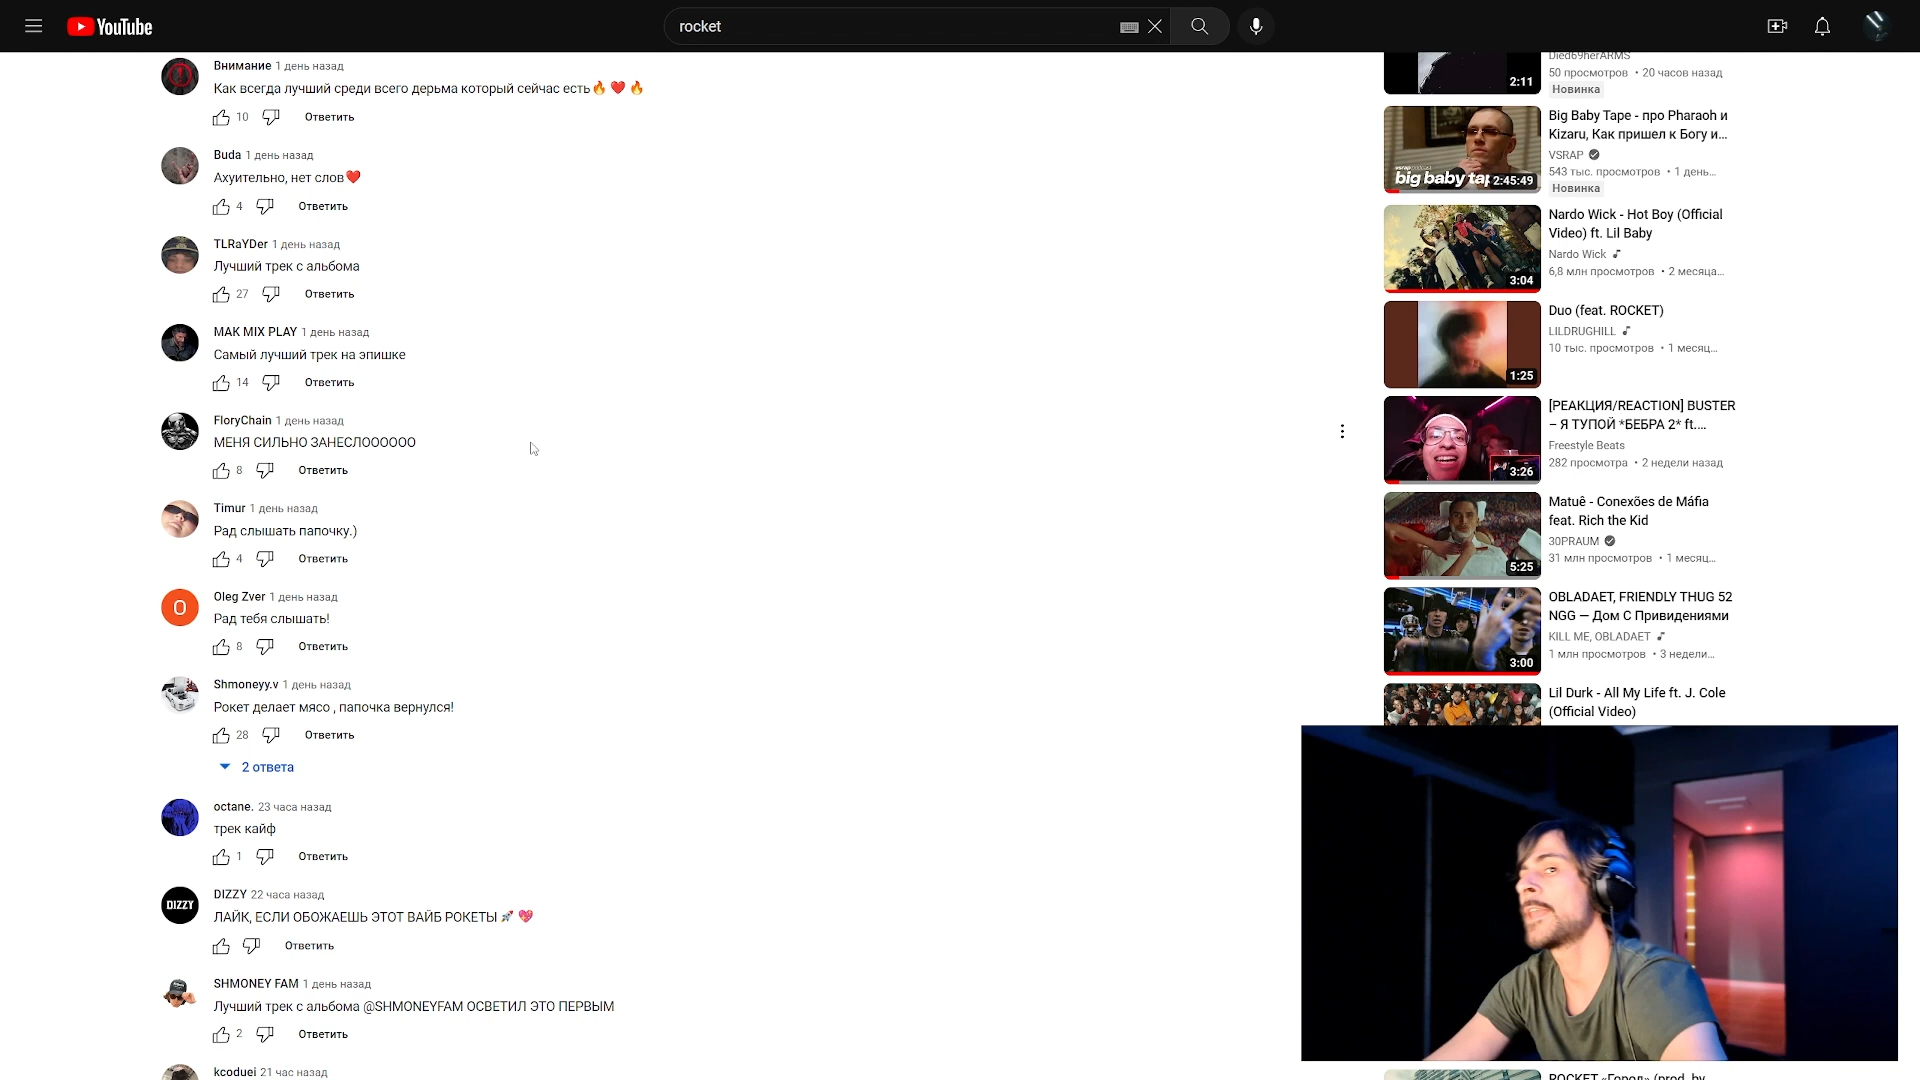 YouTube
rocket
Внимание 1 день назад
Как всегда лучший среди всего дерьма который сейчас есть🔥 ❤️ 🔥
10 Ответить
Buda 1 день назад
Ахуительно, нет слов❤️
4 Ответить
TLRaYDer 1 день назад
Лучший трек с альбома
27 Ответить
MAK MIX PLAY 1 день назад
Самый лучший трек на эпишке
14 Ответить
FloryChain 1 день назад
МЕНЯ СИЛЬНО ЗАНЕСЛОООООО
8 Ответить
Timur 1 день назад
Рад слышать папочку.)
4 Ответить
O
Oleg Zver 1 день назад
Рад тебя слышать!
8 Ответить
Shmoneyy.v 1 день назад
Рокет делает мясо , папочка вернулся!
28 Ответить
2 ответа
octane. 23 часа назад
трек кайф
1 Ответить
DIZZY
DIZZY 22 часа назад
ЛАЙК, ЕСЛИ ОБОЖАЕШЬ ЭТОТ ВАЙБ РОКЕТЫ🚀 💖
Ответить
SHMONEY FAM 1 день назад
Лучший трек с альбома @SHMONEYFAM ОСВЕТИЛ ЭТО ПЕРВЫМ
2 Ответить
kcoduei 21 час назад
Died69herARMS
50 просмотров • 20 часов назад
2:11
Новинка
Big Baby Tape - про Pharaoh и
Kizaru, Как пришел к Богу и...
VSRAP
543 тыс. просмотров • 1 день...
big baby tap 2:45:49
Новинка
Nardo Wick - Hot Boy (Official
Video) ft. Lil Baby
Nardo Wick
6,8 млн просмотров • 2 месяца...
3:04
Duo (feat. ROCKET)
LILDRUGHILL
10 тыс. просмотров • 1 месяц...
1:25
[РЕАКЦИЯ/REACTION] BUSTER
– Я ТУПОЙ *БЕБРА 2* ft....
Freestyle Beats
282 просмотра • 2 недели назад
3:26
Matuê - Conexões de Máfia
feat. Rich the Kid
30PRAUM
31 млн просмотров • 1 месяц...
5:25
OBLADAET, FRIENDLY THUG 52
NGG — Дом С Привидениями
KILL ME, OBLADAET
1 млн просмотров • 3 недели...
3:00
Lil Durk - All My Life ft. J. Cole
(Official Video)
ROCKET «Город» (prod. by